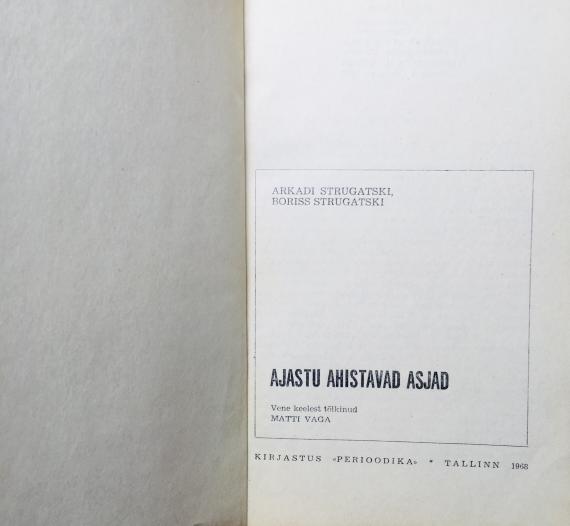 ARKADI STRUGATSKI,
BORISS STRUGATSKI
AJASTU AHISTAVAD ASJAD
Vene keelest tõlkinud
MATTI VAGA
KIRJASTUS «PERIOODIKA» * TALLINN 1968